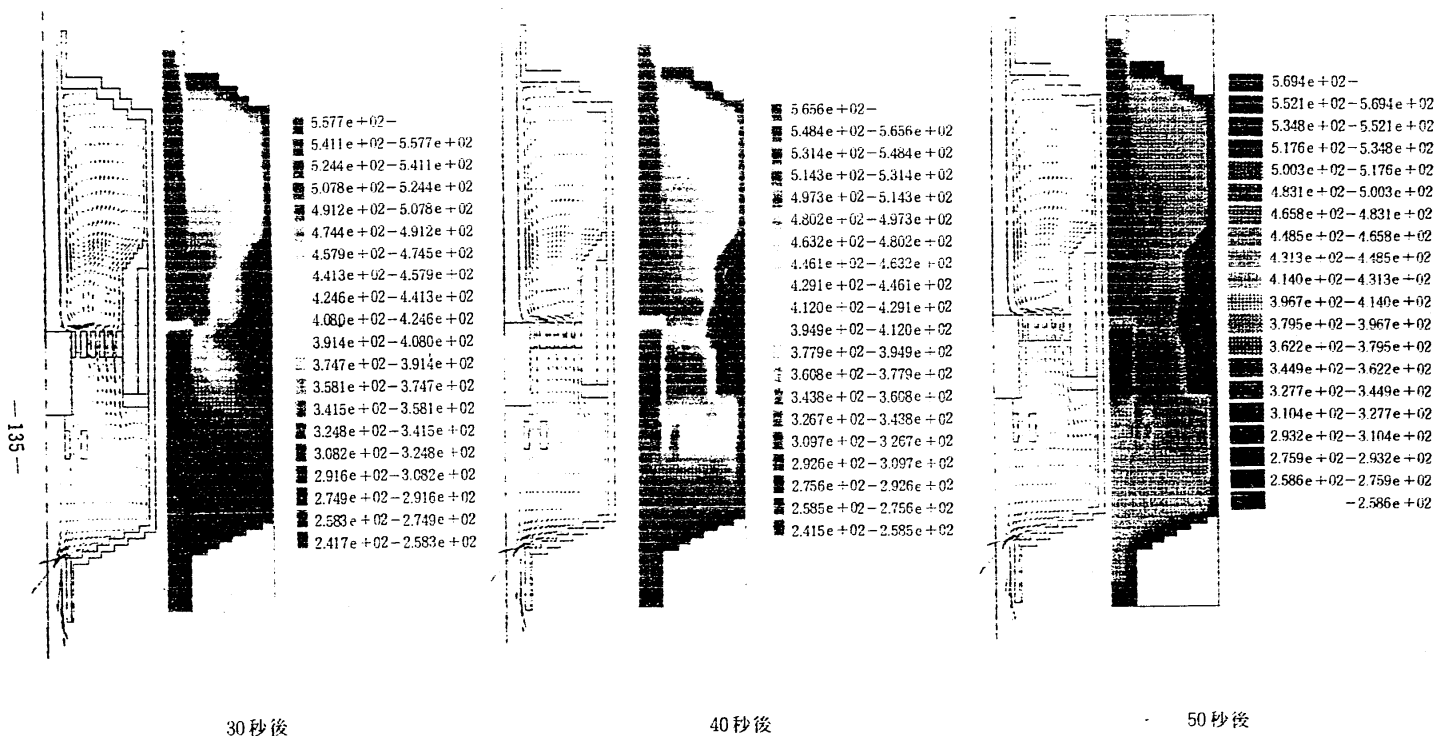 5.577e+02−
5.411e+02−5.577e+02
5.244e+02−5.411e+02
5.078e+02−5.244e+02
4.912e+02−5.078e+02
4.744e+02−4.912e+02
4.579e+02−4.745e+02
4.413e+02−4.579e+02
4.246e+02−4.413e+02
4.080e+02−4.246e+02
3.914e+02−4.080e+02
3.747e+02−3.914e+02
3.581e+02−3.747e+02
3.415e+02−3.581e+02
3.248e+02−3.415e+02
3.082e+02−3.248e+02
2.916e+02−3.082e+02
2.749e+02−2.916e+02
2.583e+02−2.749e+02
2.417e+02−2.583e+02
30秒後
5.656e+02−
5.484e+02−5.656e+02
5.314e+02−5.484e+02
5.143e+02−5.314e+02
4.973e+02−5.143e+02
4.802e+02−4.973e+02
4.632e+02−4.802e+02
4.461e+02−4.632e+02
4.291e+02−4.461e+02
4.120e+02−4.291e+02
3.949e+02−4.120e+02
3.779e+02−3.949e+02
3.608e+02−3.779e+02
3.438e+02−3.608e+02
3.267e+02−3.438e+02
3.097e+02−3.267e+02
2.926e+02−3.097e+02
2.756e+02−2.926e+02
2.585e+02−2.756e+02
2.415e+02−2.585e+02
40秒後
5.694e+02−
5.521e+02−5.694e+02
5.348e+02−5.521e+02
5.176e+02−5.348e+02
5.003e+02−5.176e+02
4.831e+02−5.003e+02
4.658e+02−4.831e+02
4.485e+02−4.658e+02
4.313e+02−4.485e+02
4.140e+02−4.313e+02
3.967e+02−4.140e+02
3.795e+02−3.967e+02
3.622e+02−3.795e+02
3.449e+02−3.622e+02
3.277e+02−3.449e+02
3.104e+02−3.277e+02
2.932e+02−3.104e+02
2.759e+02−2.932e+02
2.586e+02−2.759e+02
−2.586e+02
50秒後
—135—